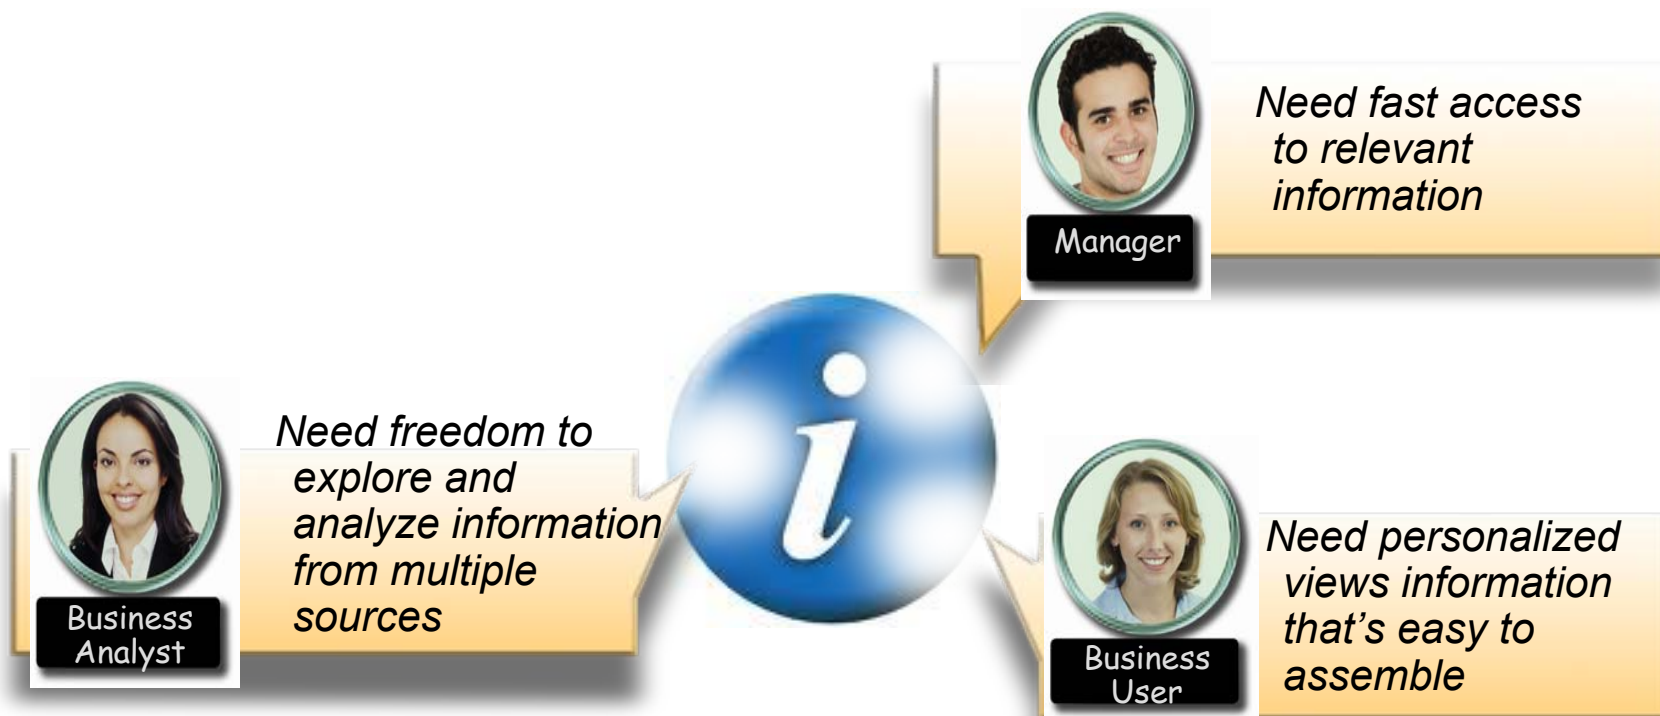 Need fast access
to relevant
information
Manager
i
Need freedom to
explore and
analyze information
from multiple
sources
Business
Analyst
Need personalized
views information
that’s easy to
assemble
Business
User